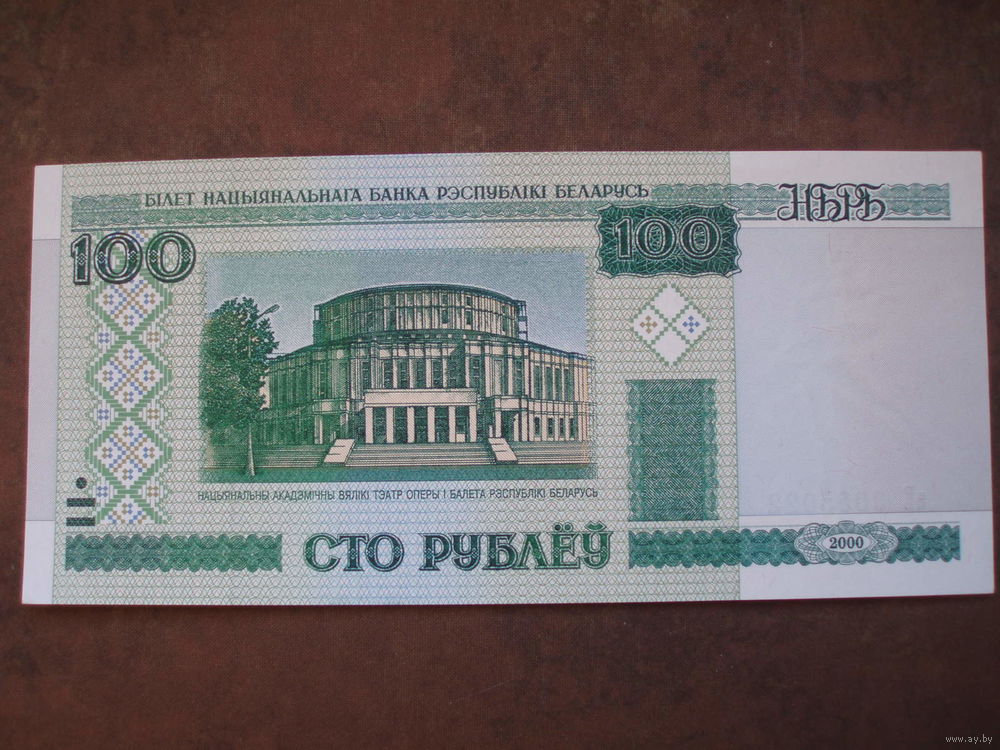 БІЛЕТ НАЦЫЯНАЛЬНАГА БАНКА РЭСПУБЛІКІ БЕЛАРУСЬ
НБРБ
100
100
НАЦЫЯНАЛЬНЫ АКАДЭМІЧНЫ ВЯЛІКІ ТЭАТР ОПЕРЫ І БАЛЕТА РЭСПУБЛІКІ БЕЛАРУСЬ
СТО РУБЛЁЎ
2000
www.ay.by